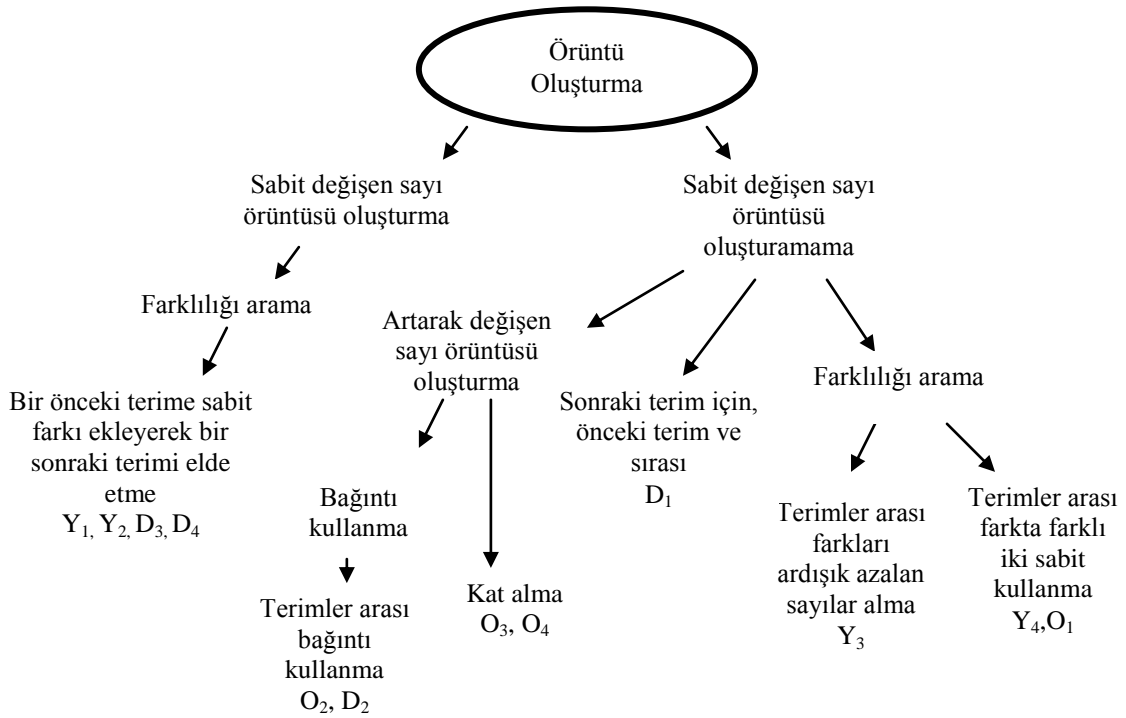 Örüntü
Oluşturma
Sabit değişen sayı
örüntüsü oluşturma
Sabit değişen sayı
örüntüsü
oluşturamama
Farklılığı arama
Bir önceki terime sabit
farkı ekleyerek bir
sonraki terimi elde
etme
Y₁, Y₂, D₃, D₄
Artarak değişen
sayı örüntüsü
oluşturma
Bağıntı
kullanma
Terimler arası
bağıntı
kullanma
O₂, D₂
Kat alma
O₃, O₄
Sonraki terim için,
önceki terim ve
sırası
D₁
Farklılığı arama
Terimler arası
farkları
ardışık azalan
sayılar alma
Y₃
Terimler arası
farkta farklı
iki sabit
kullanma
Y₄,O₁